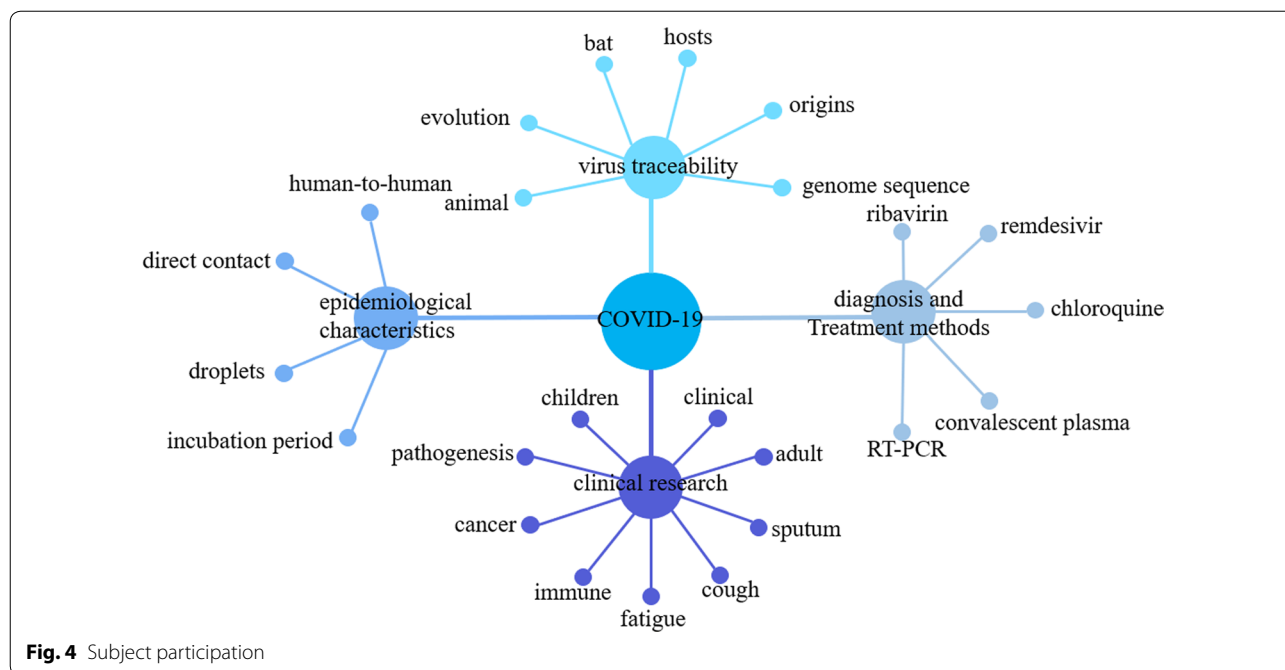 bat
hosts
evolution
origins
virus traceability
animal
genome sequence
human-to-human
direct contact
epidemiological
characteristics
droplets
incubation period
COVID-19
ribavirin
remdesivir
diagnosis and
Treatment methods
chloroquine
convalescent plasma
RT-PCR
children
clinical
pathogenesis
adult
clinical research
cancer
sputum
immune
cough
fatigue
Fig. 4 Subject participation